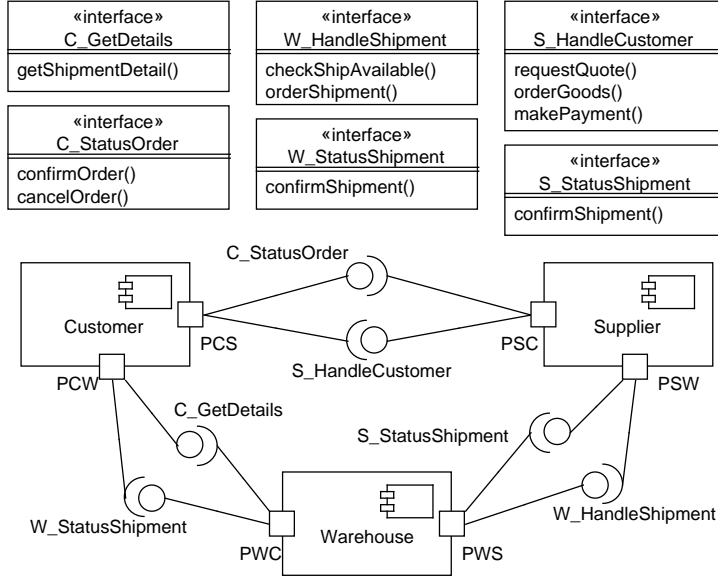 «interface»
C_GetDetails
getShipmentDetail()
«interface»
W_HandleShipment
checkShipAvailable()
orderShipment()
«interface»
S_HandleCustomer
requestQuote()
orderGoods()
makePayment()
«interface»
C_StatusOrder
confirmOrder()
cancelOrder()
«interface»
W_StatusShipment
confirmShipment()
«interface»
S_StatusShipment
confirmShipment()
C_StatusOrder
Customer
Supplier
PCS
PSC
S_HandleCustomer
PCW
PSW
C_GetDetails
S_StatusShipment
W_StatusShipment
W_HandleShipment
Warehouse
PWC
PWS